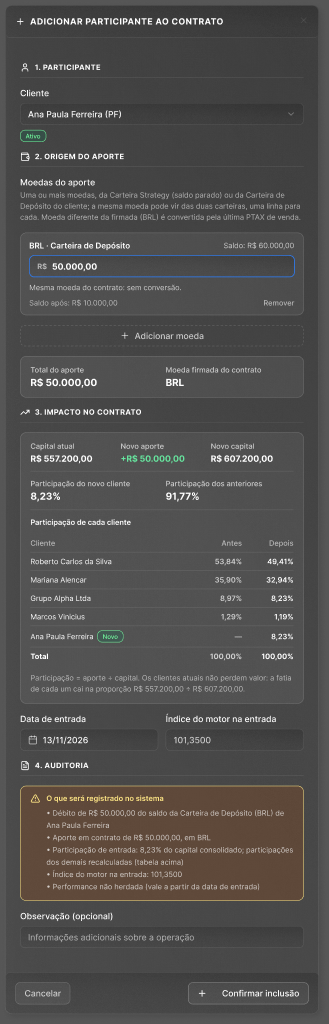 ADICIONAR PARTICIPANTE AO CONTRATO
1. PARTICIPANTE
Cliente
Ana Paula Ferreira (PF)
Ativo
2. ORIGEM DO APORTE
Moedas do aporte
Uma ou mais moedas, da Carteira Strategy (saldo parado) ou da Carteira de
Depósito do cliente; a mesma moeda pode vir das duas carteiras, uma linha para
cada. Moeda diferente da firmada (BRL) é convertida pela última PTAX de venda.
BRL · Carteira de Depósito Saldo: R$ 60.000,00
R$ 50.000,00
Mesma moeda do contrato: sem conversão.
Saldo após: R$ 10.000,00 Remover
+ Adicionar moeda
Total do aporte Moeda firmada do contrato
R$ 50.000,00 BRL
3. IMPACTO NO CONTRATO
Capital atual Novo aporte Novo capital
R$ 557.200,00 +R$ 50.000,00 R$ 607.200,00
Participação do novo cliente Participação dos anteriores
8,23% 91,77%
Participação de cada cliente
Cliente Antes Depois
Roberto Carlos da Silva 53,84% 49,41%
Mariana Alencar 35,90% 32,94%
Grupo Alpha Ltda 8,97% 8,23%
Marcos Vinicius 1,29% 1,19%
Ana Paula Ferreira Novo — 8,23%
Total 100,00% 100,00%
Participação = aporte ÷ capital. Os clientes atuais não perdem valor: a fatia
de cada um cai na proporção R$ 557.200,00 ÷ R$ 607.200,00.
Data de entrada Índice do motor na entrada
13/11/2026 101,3500
4. AUDITORIA
O que será registrado no sistema
• Débito de R$ 50.000,00 do saldo da Carteira de Depósito (BRL) de
Ana Paula Ferreira
• Aporte em contrato de R$ 50.000,00, em BRL
• Participação de entrada: 8,23% do capital consolidado; participações
dos demais recalculadas (tabela acima)
• Índice do motor na entrada: 101,3500
• Performance não herdada (vale a partir da data de entrada)
Observação (opcional)
Informações adicionais sobre a operação
Cancelar + Confirmar inclusão